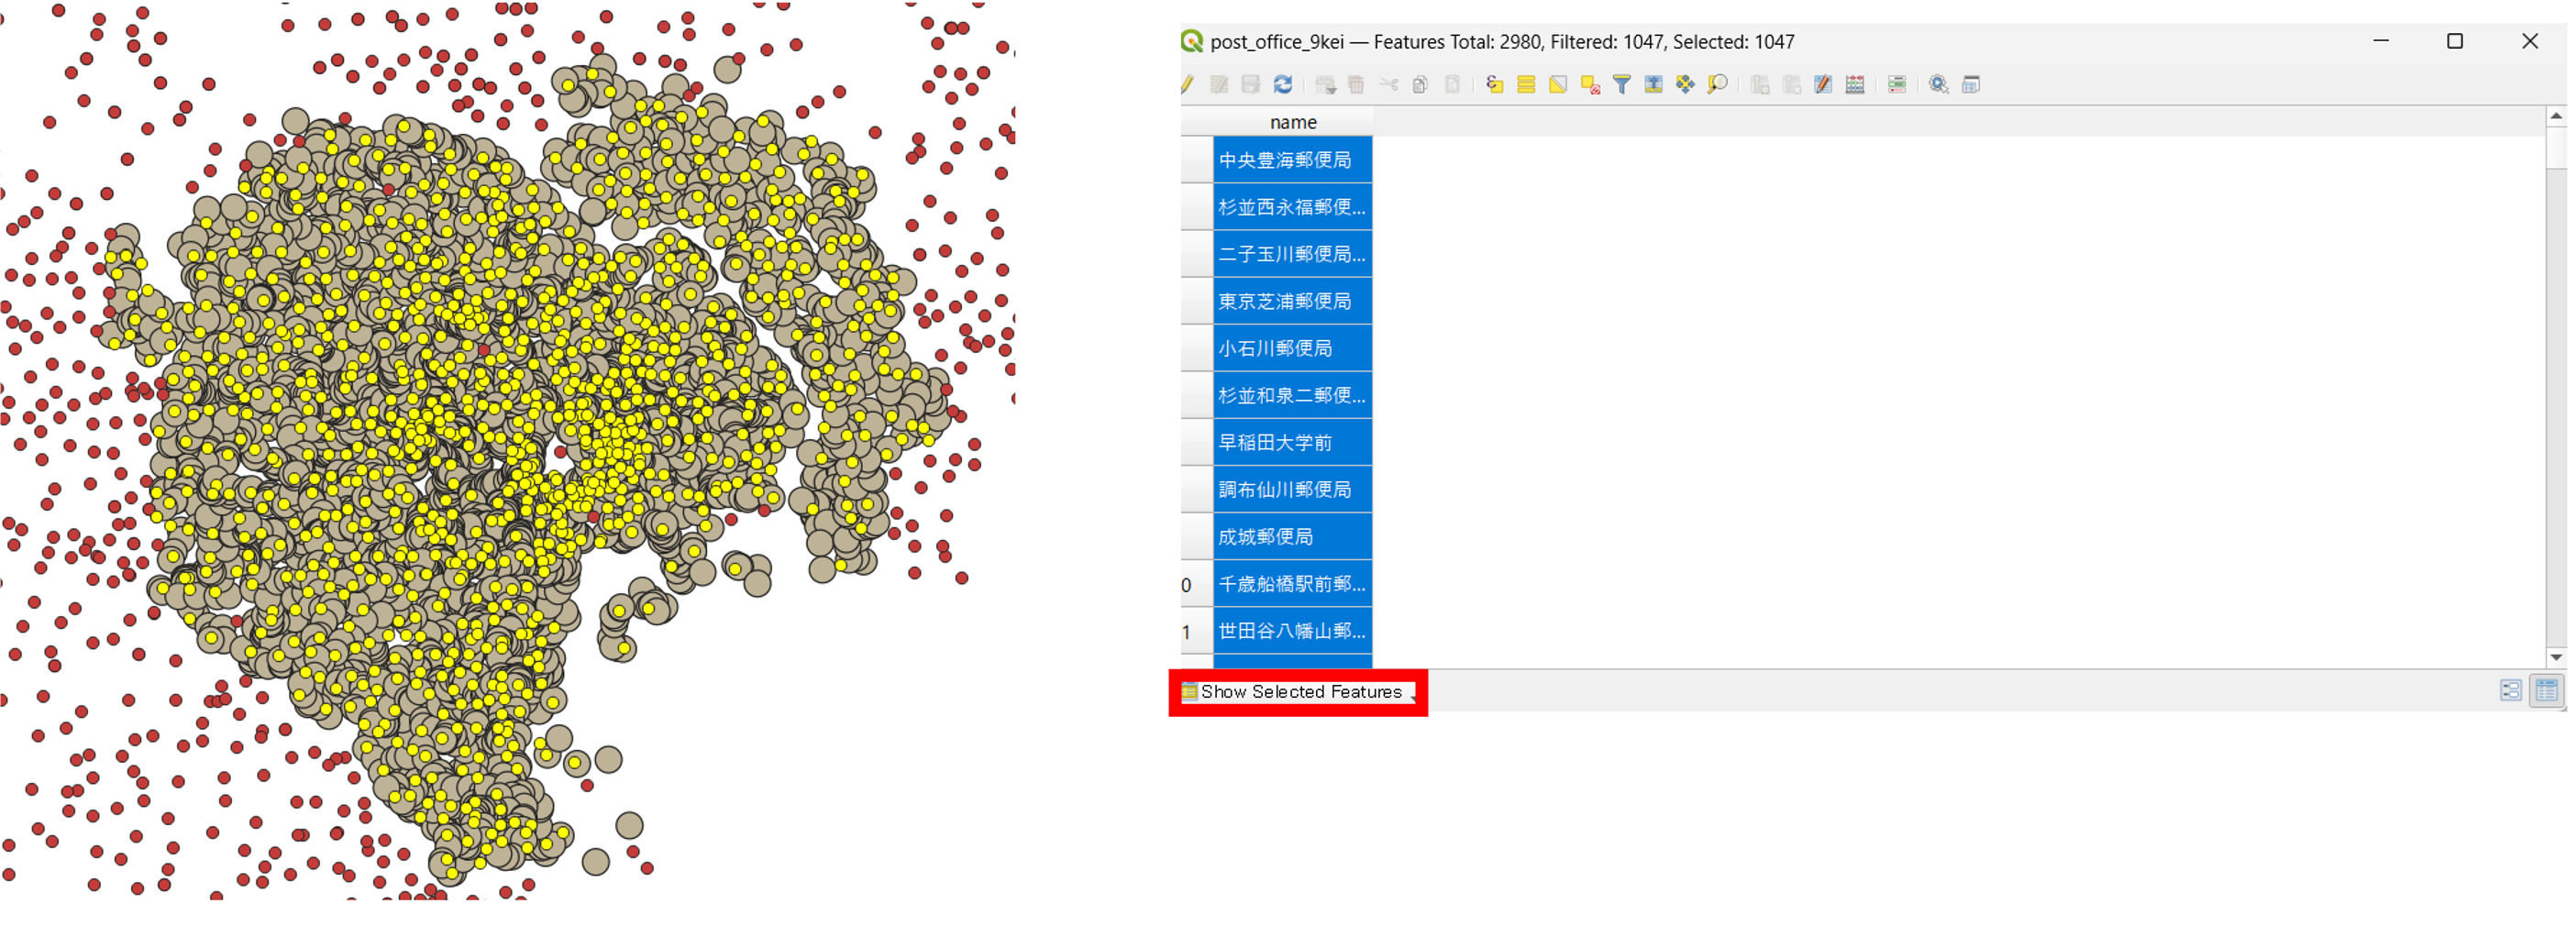 post_office_9kei — Features Total: 2980, Filtered: 1047, Selected: 1047
name
中央豊海郵便局
杉並西永福郵便...
二子玉川郵便局...
東京芝浦郵便局
小石川郵便局
杉並和泉二郵便...
早稲田大学前
調布仙川郵便局
成城郵便局
0 千歳船橋駅前郵...
1 世田谷八幡山郵...
Show Selected Features